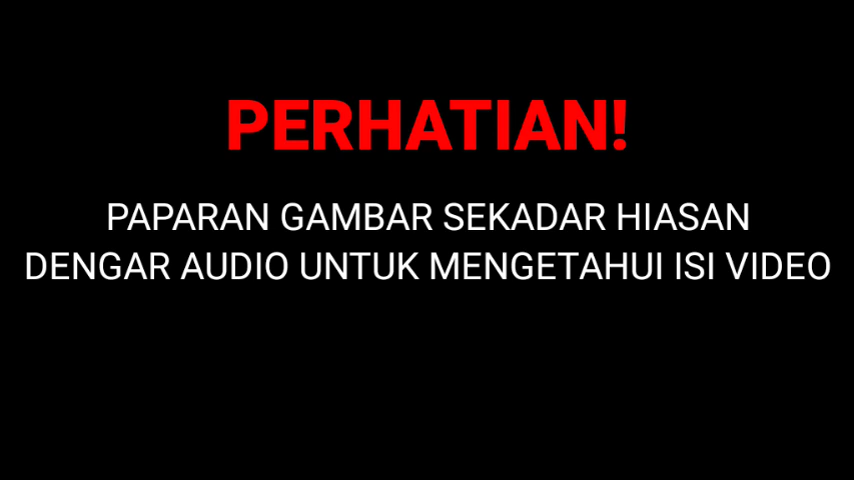 PERHATIAN!
PAPARAN GAMBAR SEKADAR HIASAN
DENGAR AUDIO UNTUK MENGETAHUI ISI VIDEO